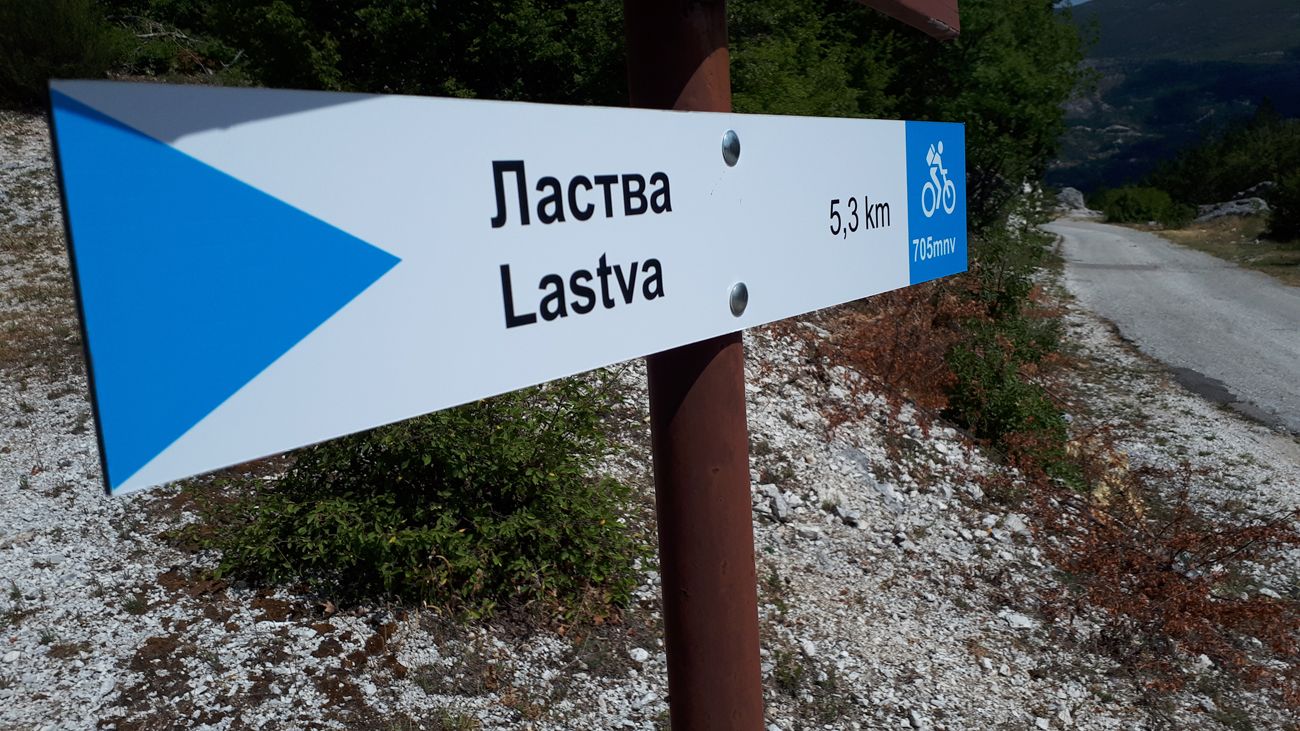 Ластва
Lastva
5,3 km
705mnv